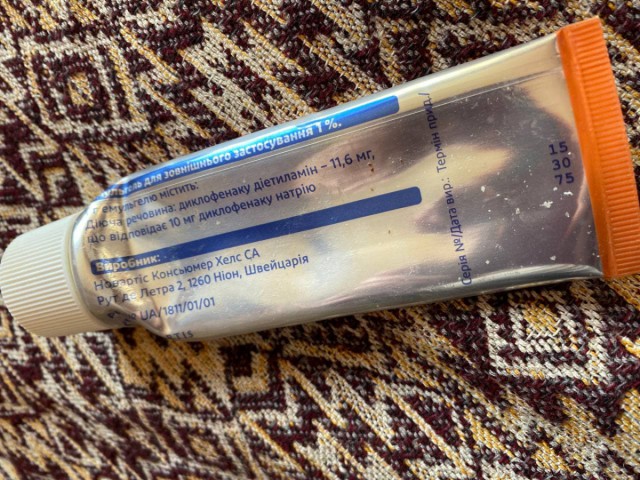 для зовнішнього застосування 1 %.
г емульгелю містить:
Діюча речовина: диклофенаку діетиламін – 11,6 мг,
що відповідає 10 мг диклофенаку натрію
Виробник:
Новартіс Консьюмер Хелс СА
Рут де Летра 2, 1260 Ніон, Швейцарія
UA/1811/01/01
Серія №/Дата вир.: Термін прид./
15
30
75